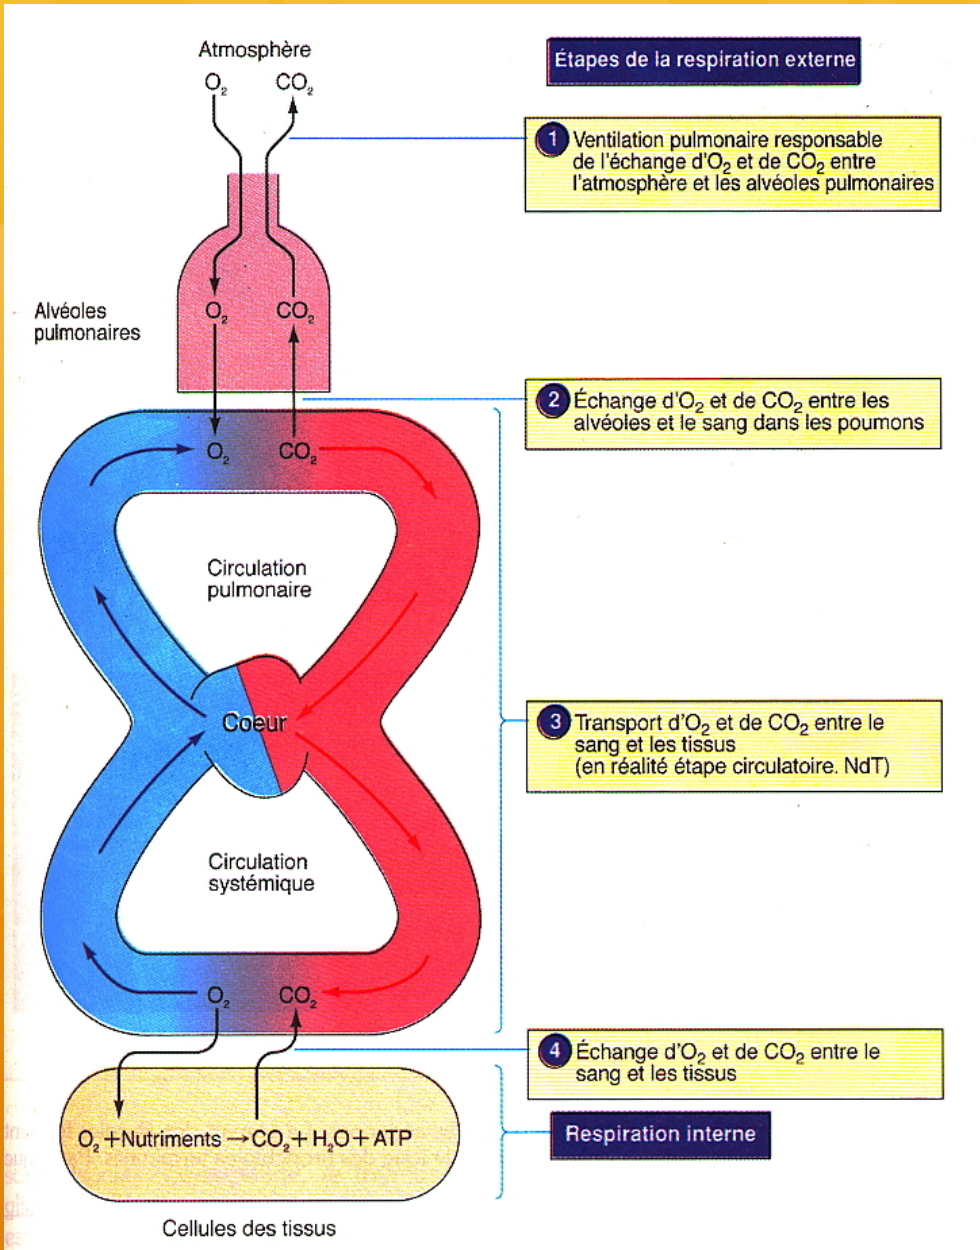 Atmosphère
O₂ CO₂
Étapes de la respiration externe
1 Ventilation pulmonaire responsable
de l'échange d'O₂ et de CO₂ entre
l'atmosphère et les alvéoles pulmonaires
Alvéoles
pulmonaires
O₂ CO₂
2 Échange d'O₂ et de CO₂ entre les
alvéoles et le sang dans les poumons
O₂ CO₂
Circulation
pulmonaire
Coeur
3 Transport d'O₂ et de CO₂ entre le
sang et les tissus
(en réalité étape circulatoire. NdT)
Circulation
systémique
O₂ CO₂
4 Échange d'O₂ et de CO₂ entre le
sang et les tissus
O₂ + Nutriments → CO₂ + H₂O + ATP
Respiration interne
Cellules des tissus